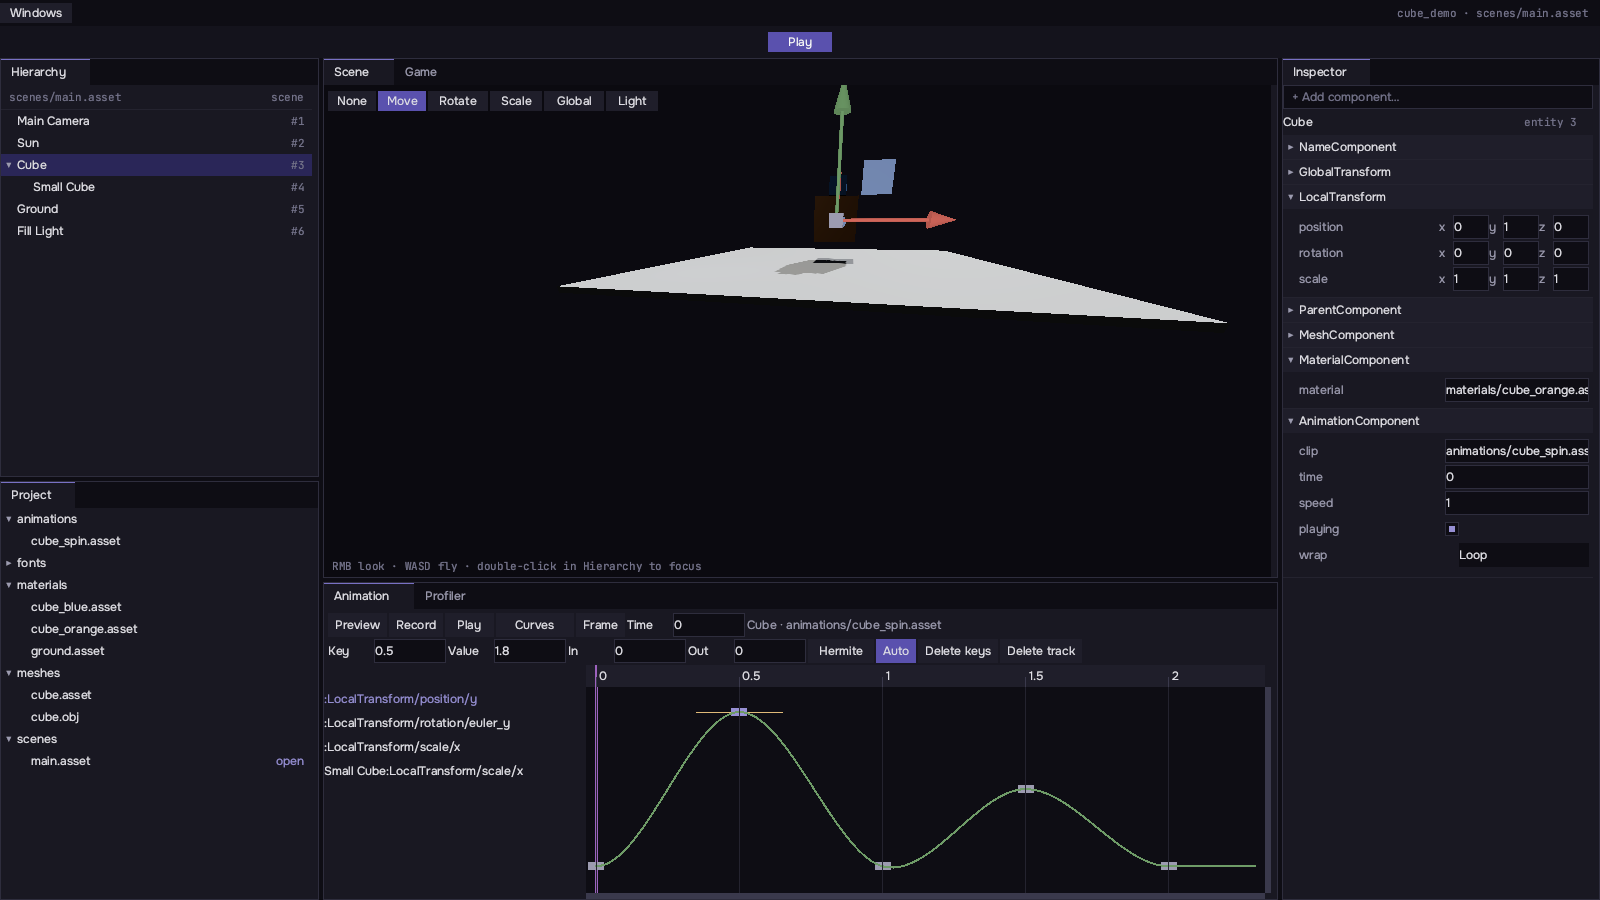 Windows
cube_demo · scenes/main.asset
Play
Hierarchy
scenes/main.asset scene
Main Camera #1
Sun #2
▾ Cube #3
Small Cube #4
Ground #5
Fill Light #6
Project
▾ animations
cube_spin.asset
▸ fonts
▾ materials
cube_blue.asset
cube_orange.asset
ground.asset
▾ meshes
cube.asset
cube.obj
▾ scenes
main.asset open
Scene Game
None Move Rotate Scale Global Light
RMB look · WASD fly · double-click in Hierarchy to focus
Animation Profiler
Preview Record Play Curves Frame Time 0 Cube · animations/cube_spin.asset
Key 0.5 Value 1.8 In 0 Out 0 Hermite Auto Delete keys Delete track
0 0.5 1 1.5 2
:LocalTransform/position/y
:LocalTransform/rotation/euler_y
:LocalTransform/scale/x
Small Cube:LocalTransform/scale/x
Inspector
+ Add component...
Cube entity 3
▸ NameComponent
▸ GlobalTransform
▾ LocalTransform
position x 0 y 1 z 0
rotation x 0 y 0 z 0
scale x 1 y 1 z 1
▸ ParentComponent
▸ MeshComponent
▾ MaterialComponent
material materials/cube_orange.as
▾ AnimationComponent
clip animations/cube_spin.ass
time 0
speed 1
playing
wrap Loop